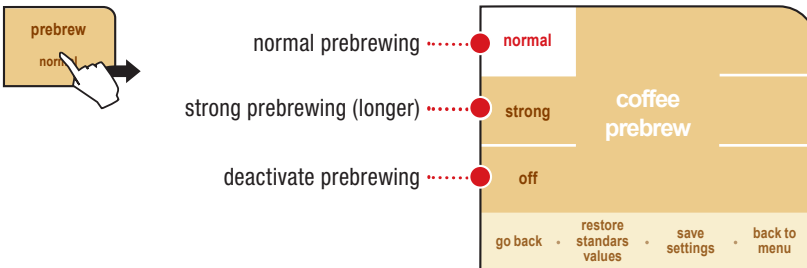 prebrew
normal
normal prebrewing
strong prebrewing (longer)
deactivate prebrewing
normal
strong
off
coffee
prebrew
go back
restore
standars
values
save
settings
back to
menu